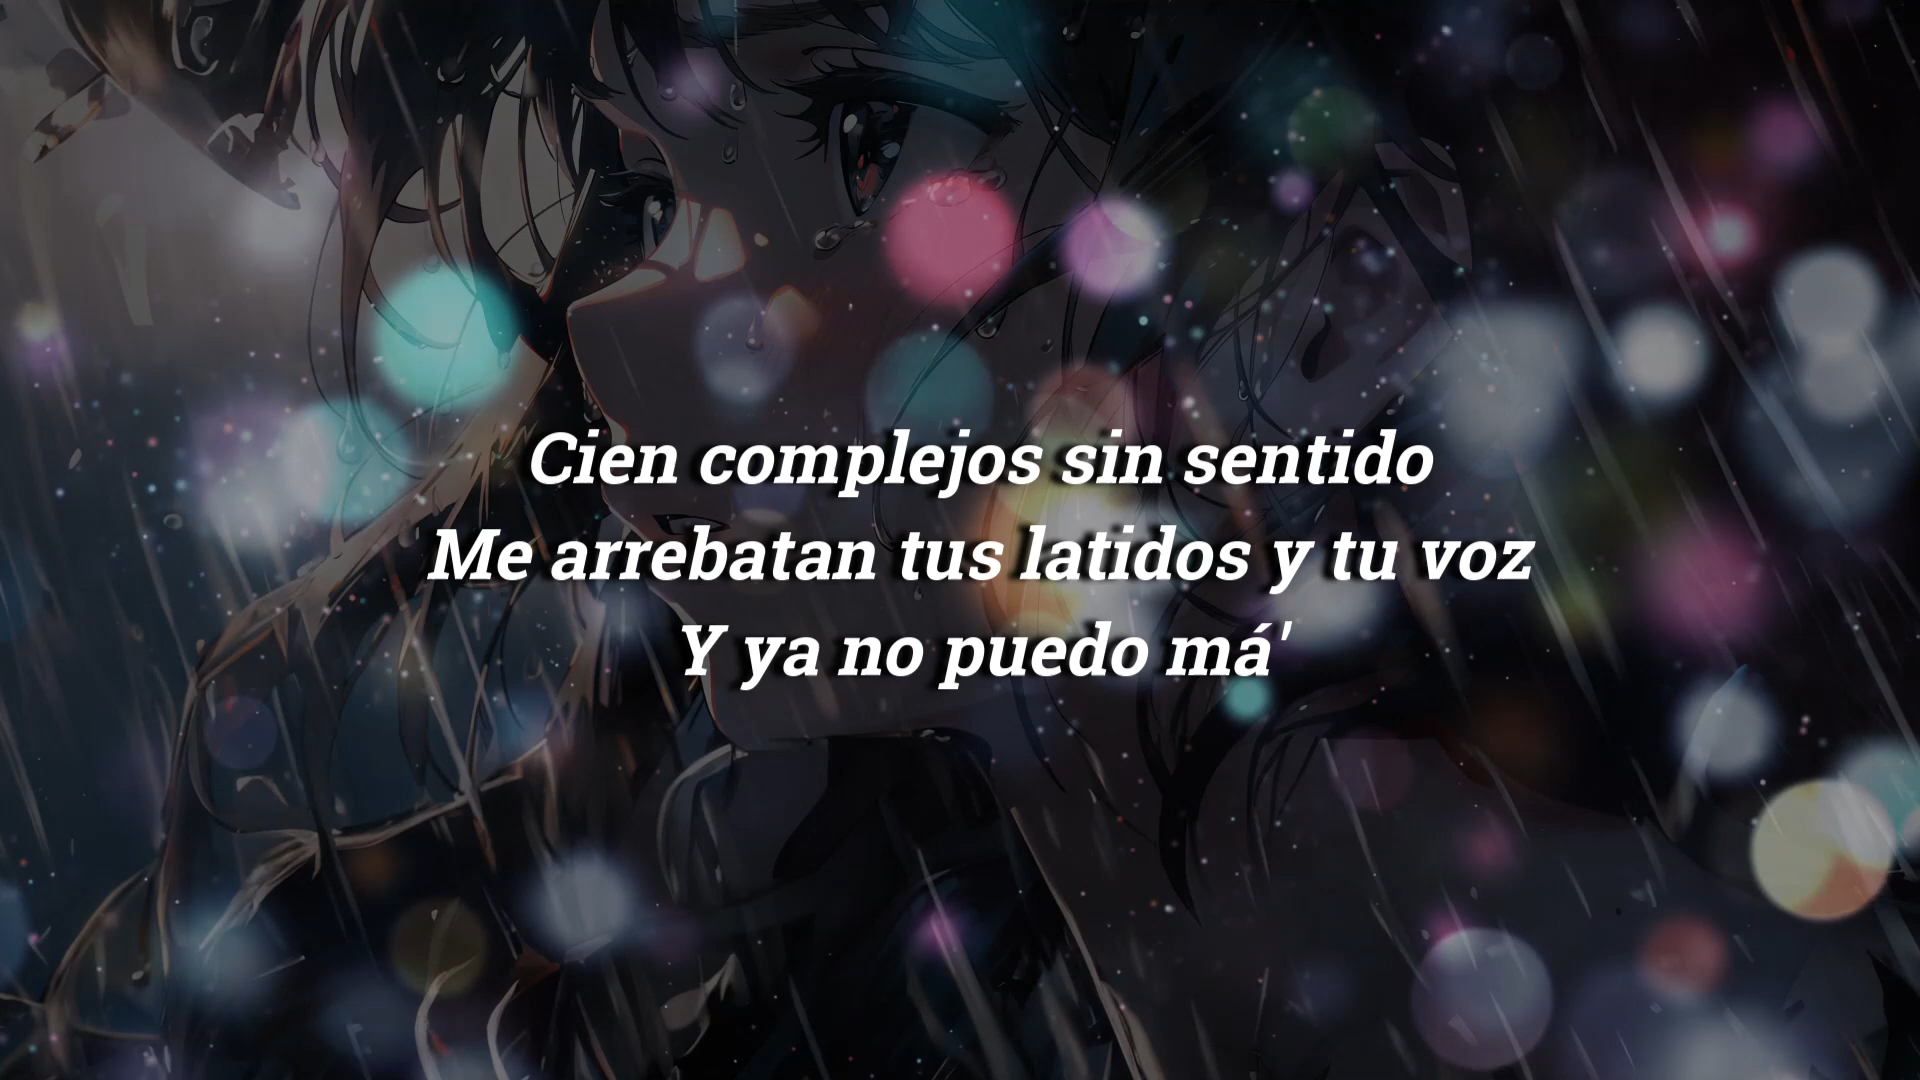 Cien complejos sin sentido
Me arrebatan tus latidos y tu voz
Y ya no puedo má'